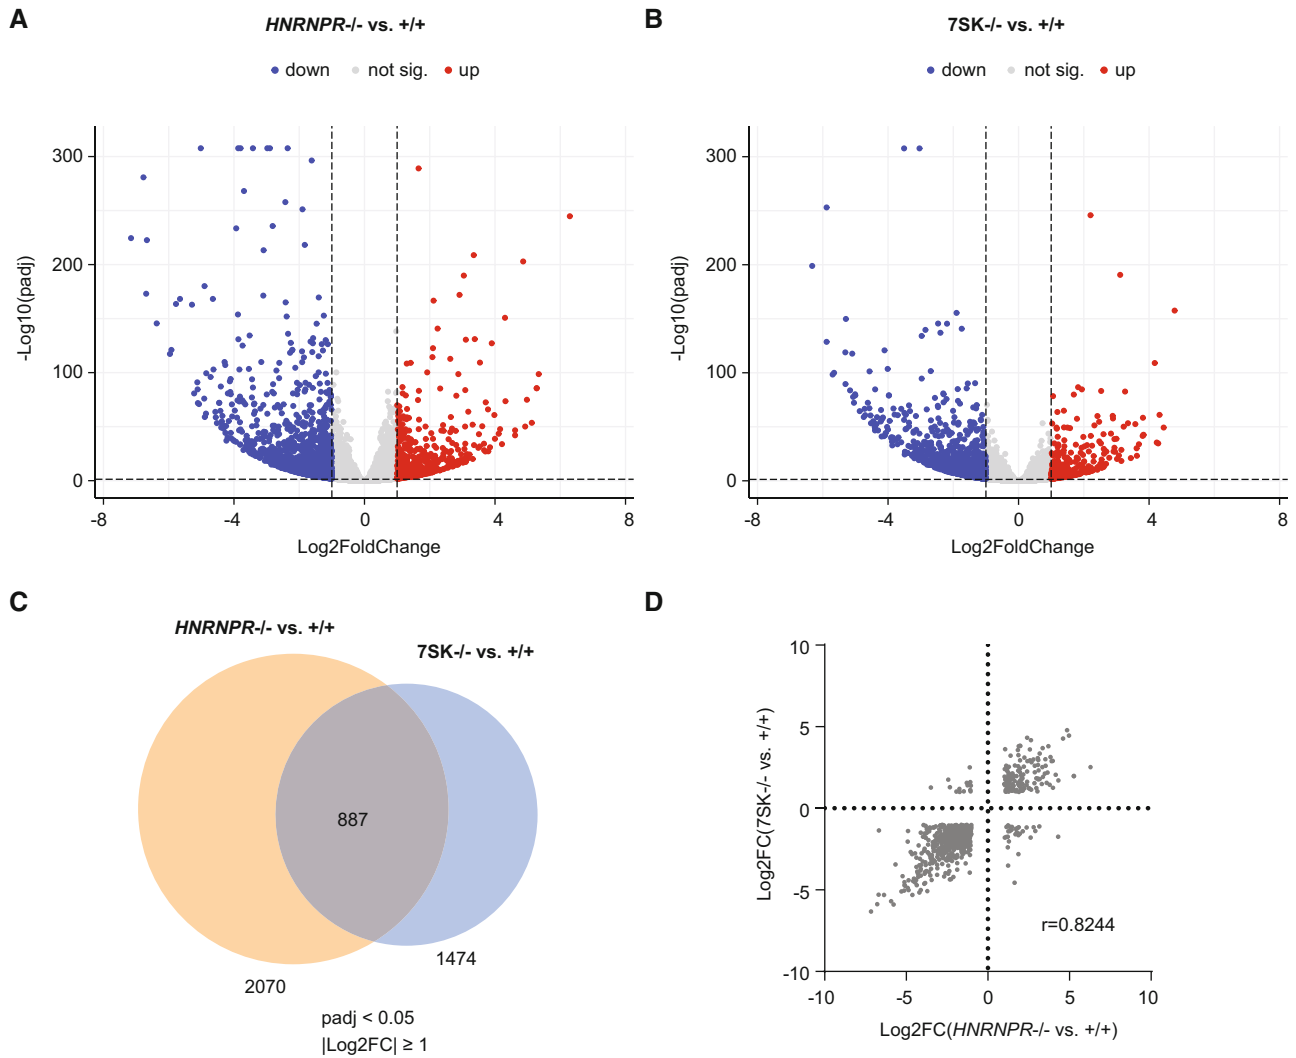 A
HNRNPR-/- vs. +/+
down not sig. up
300
200
100
0
-8 -4 0 4 8
-Log10(padj)
Log2FoldChange
B
7SK-/- vs. +/+
down not sig. up
300
200
100
0
-8 -4 0 4 8
-Log10(padj)
Log2FoldChange
C
HNRNPR-/- vs. +/+
7SK-/- vs. +/+
887
1474
2070
padj < 0.05
|Log2FC| ≥ 1
D
10
5
0
-5
-10
-10 -5 0 5 10
Log2FC(7SK-/- vs. +/+)
r=0.8244
Log2FC(HNRNPR-/- vs. +/+)